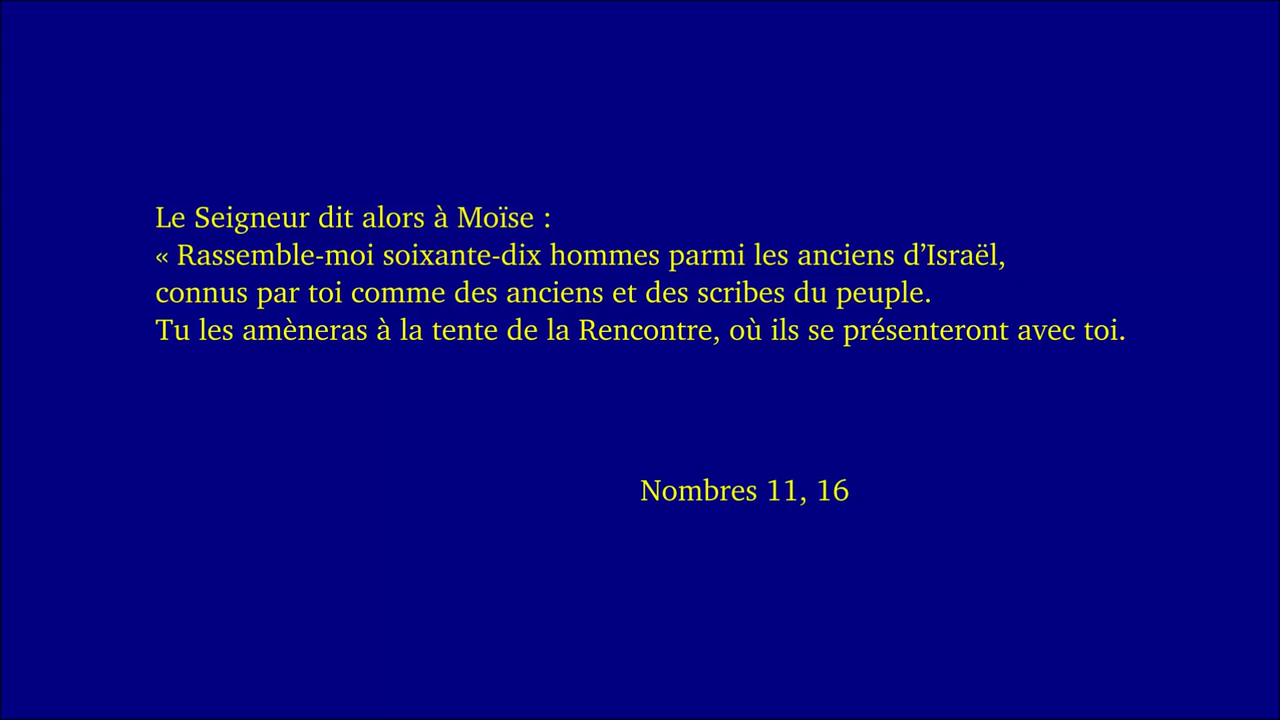 Le Seigneur dit alors à Moïse :
« Rassemble-moi soixante-dix hommes parmi les anciens d’Israël,
connus par toi comme des anciens et des scribes du peuple.
Tu les amèneras à la tente de la Rencontre, où ils se présenteront avec toi.
Nombres 11, 16